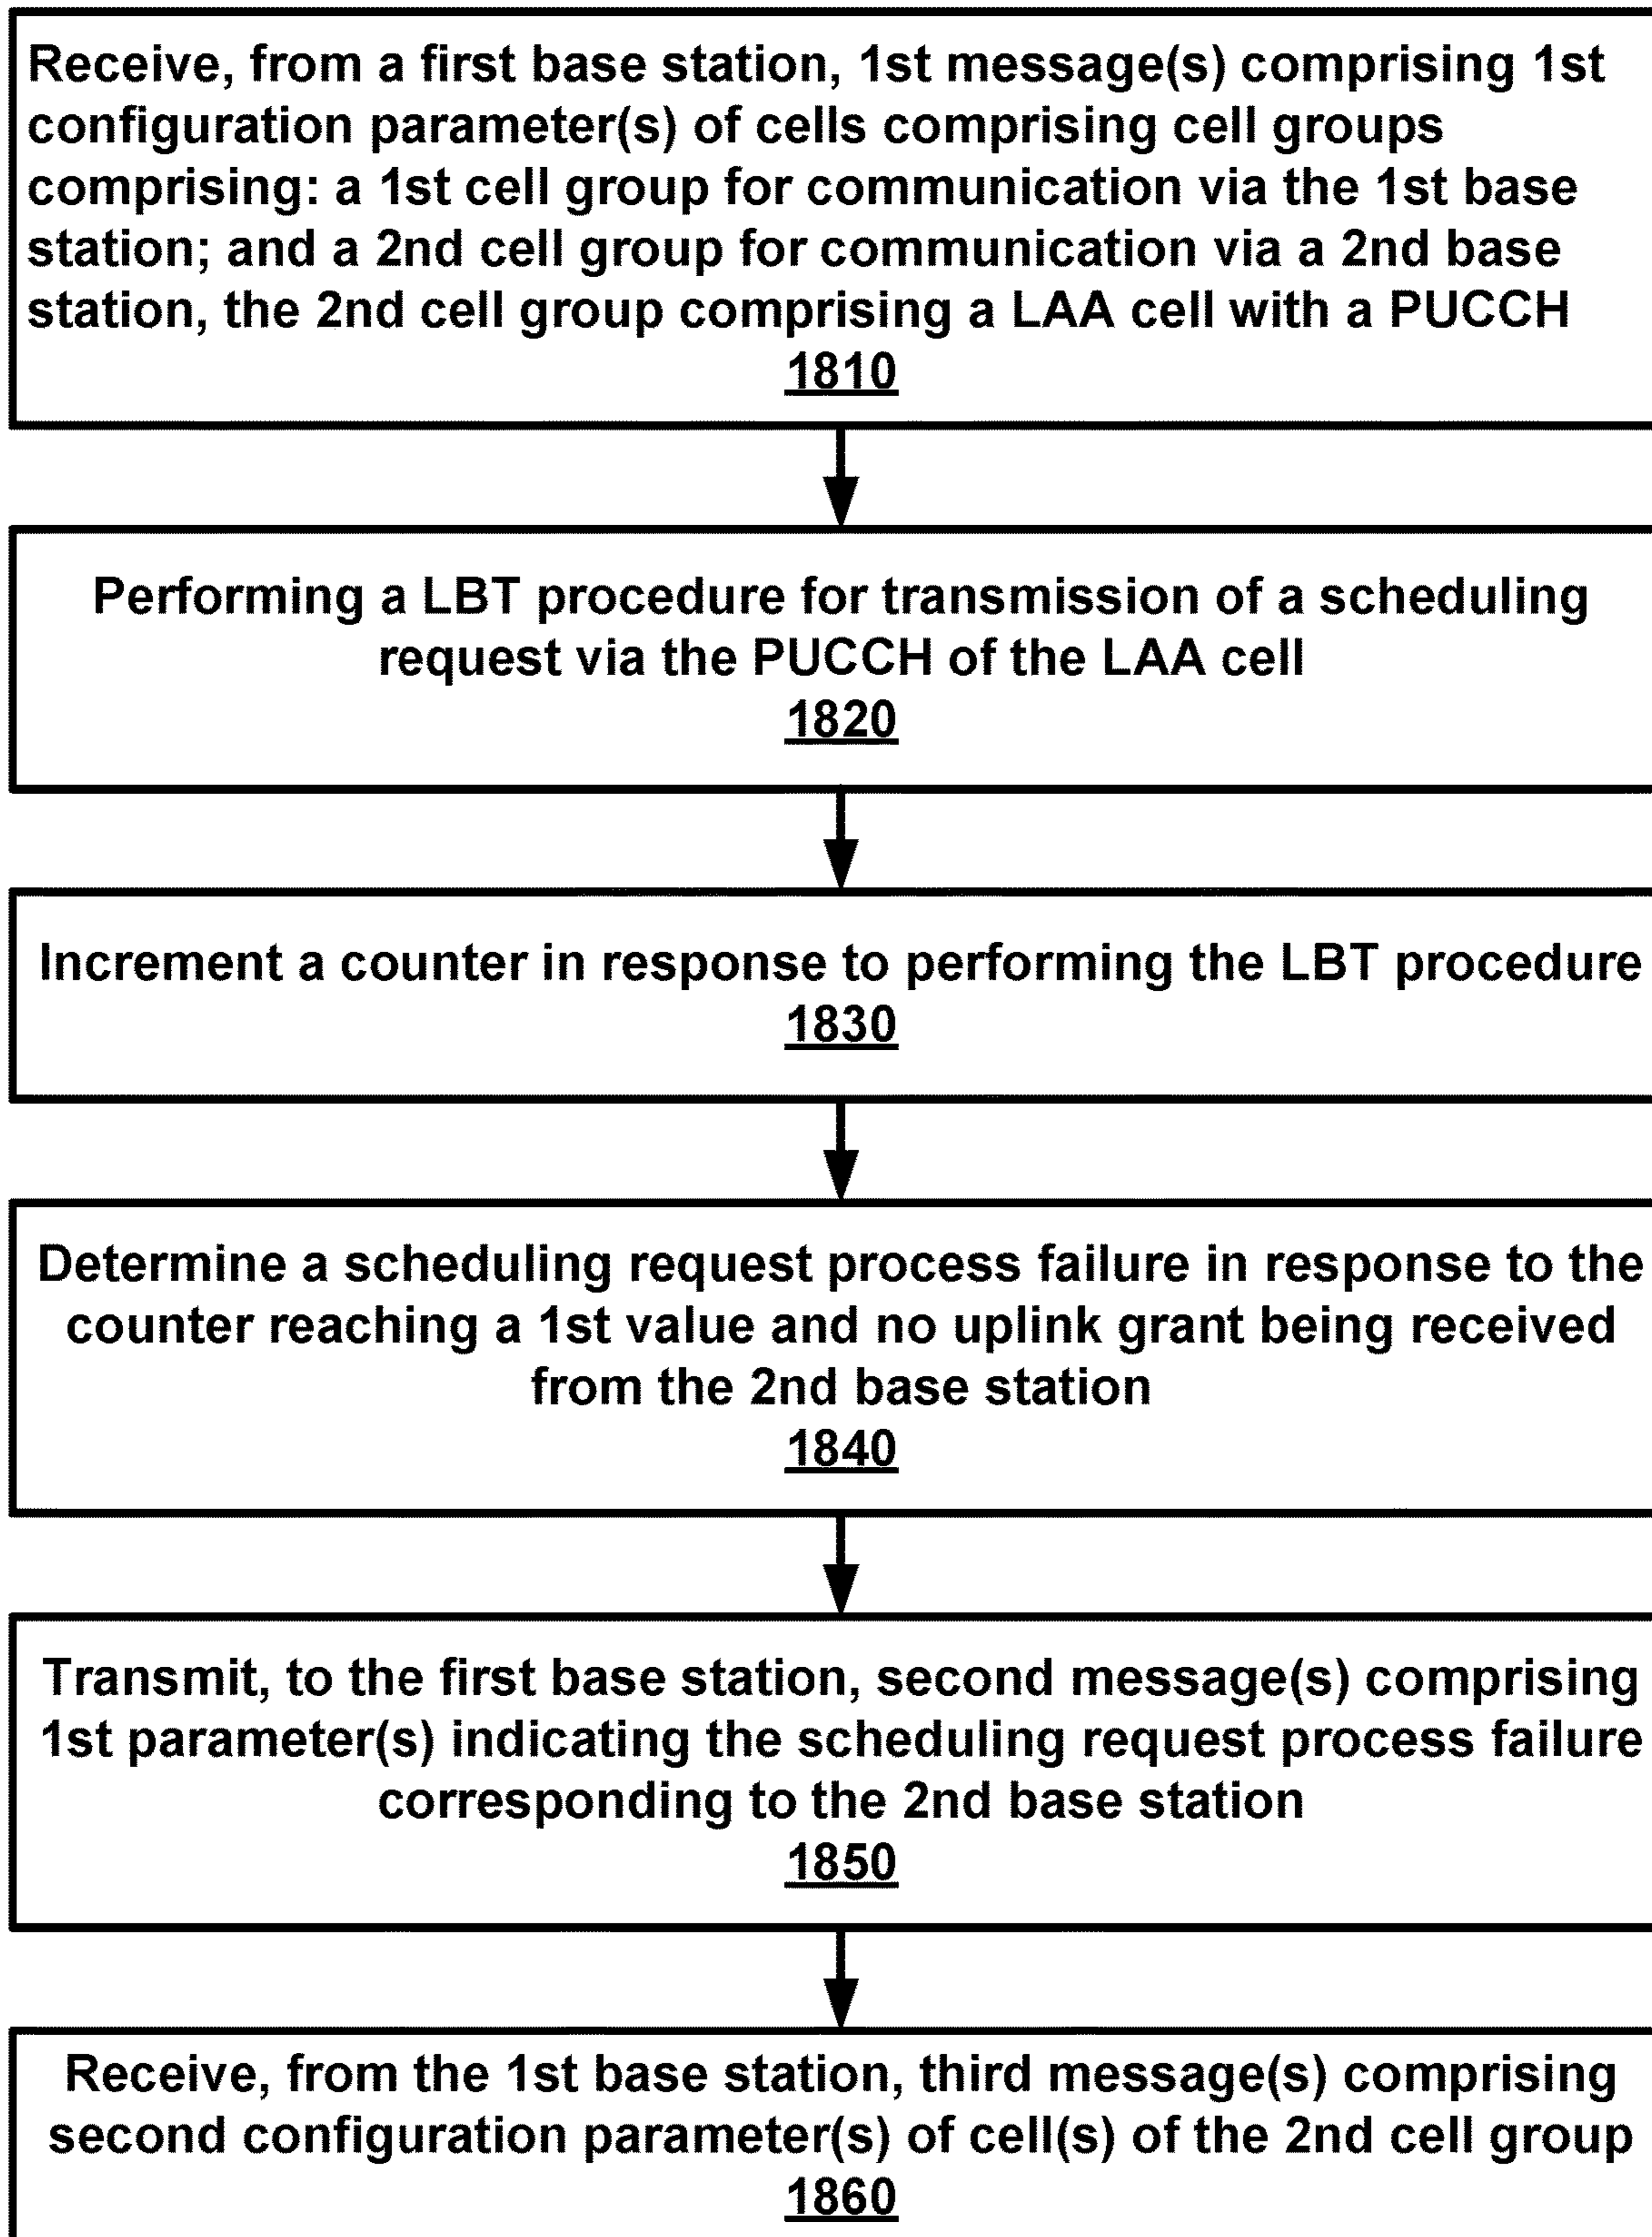 Receive, from a first base station, 1st message(s) comprising 1st
configuration parameter(s) of cells comprising cell groups
comprising: a 1st cell group for communication via the 1st base
station; and a 2nd cell group for communication via a 2nd base
station, the 2nd cell group comprising a LAA cell with a PUCCH
1810
Performing a LBT procedure for transmission of a scheduling
request via the PUCCH of the LAA cell
1820
Increment a counter in response to performing the LBT procedure
1830
Determine a scheduling request process failure in response to the
counter reaching a 1st value and no uplink grant being received
from the 2nd base station
1840
Transmit, to the first base station, second message(s) comprising
1st parameter(s) indicating the scheduling request process failure
corresponding to the 2nd base station
1850
Receive, from the 1st base station, third message(s) comprising
second configuration parameter(s) of cell(s) of the 2nd cell group
1860